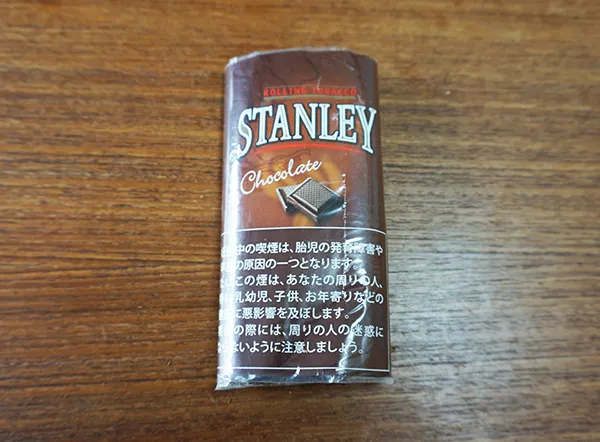 ROLLING TOBACCO
STANLEY
Chocolate
中の喫煙は、胎児の発育障害や
の原因の一つとなります。
この煙は、あなたの周りの人、
乳幼児、子供、お年寄りなどの
に悪影響を及ぼします。
の際には、周りの人の迷惑に
ないように注意しましょう。